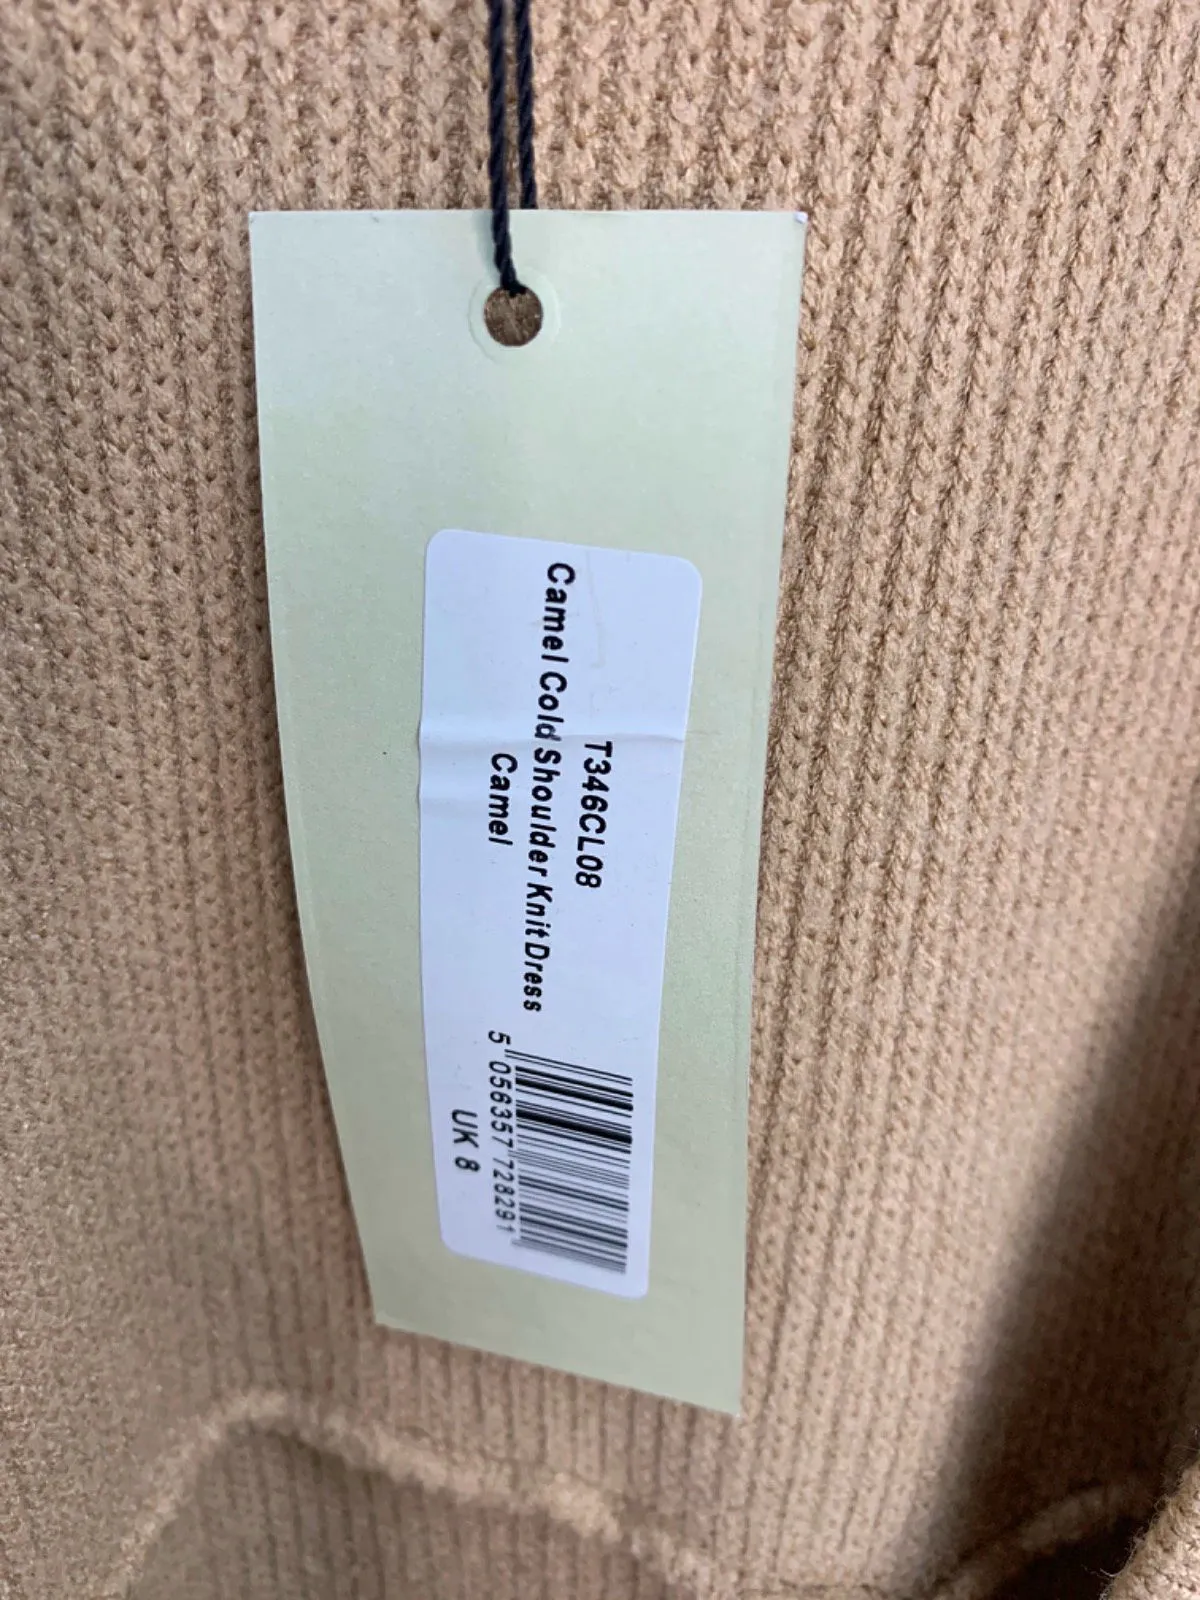 T346CL08
Camel Cold Shoulder Knit Dress
Camel
5 056357 728291
UK 8